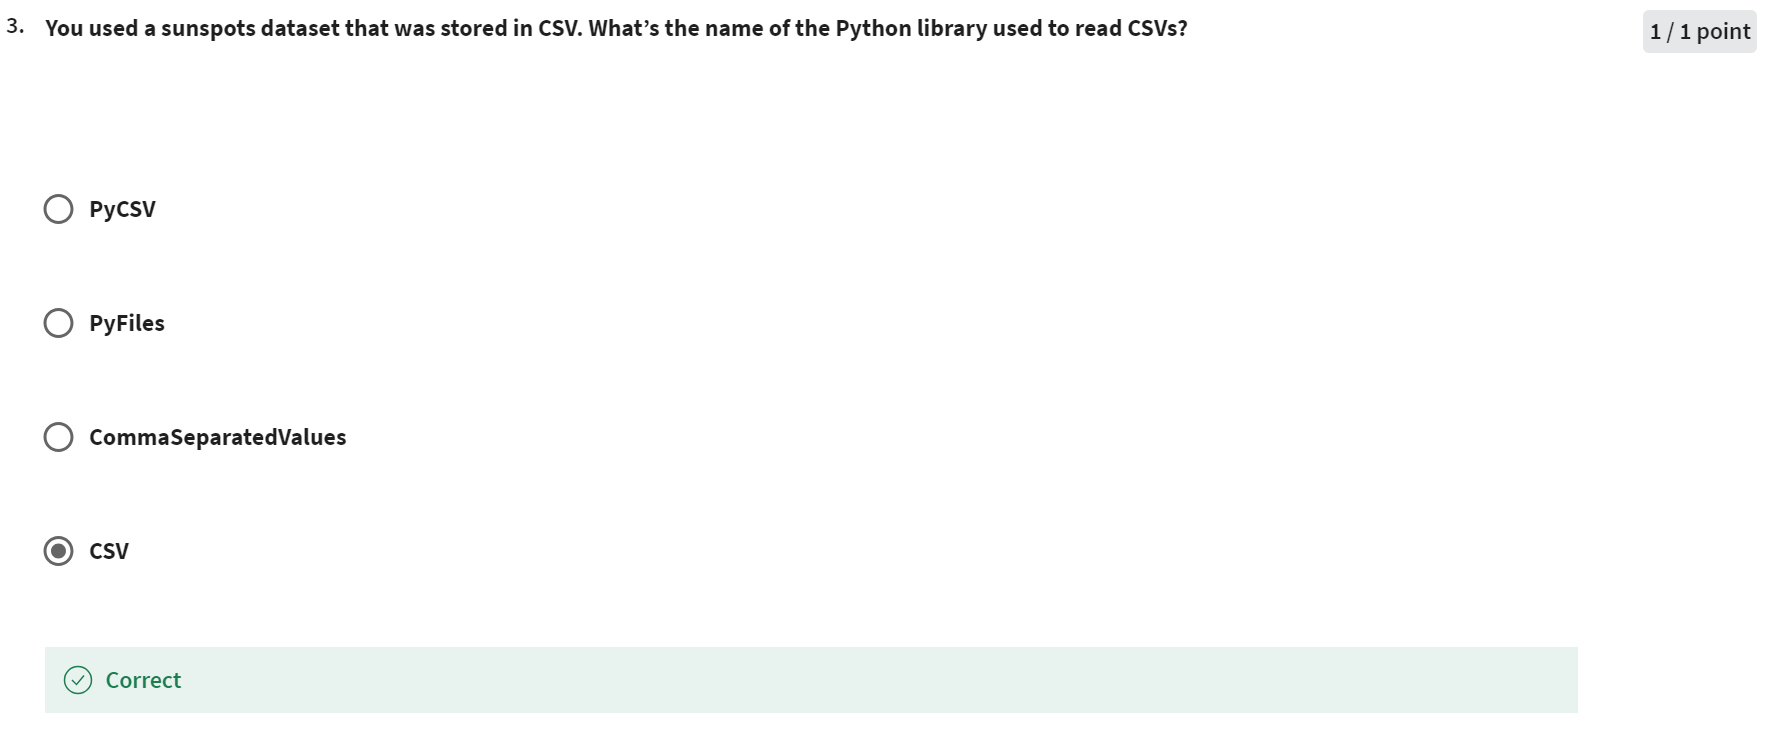 3. You used a sunspots dataset that was stored in CSV. What’s the name of the Python library used to read CSVs?
1 / 1 point
PyCSV
PyFiles
CommaSeparatedValues
CSV
Correct